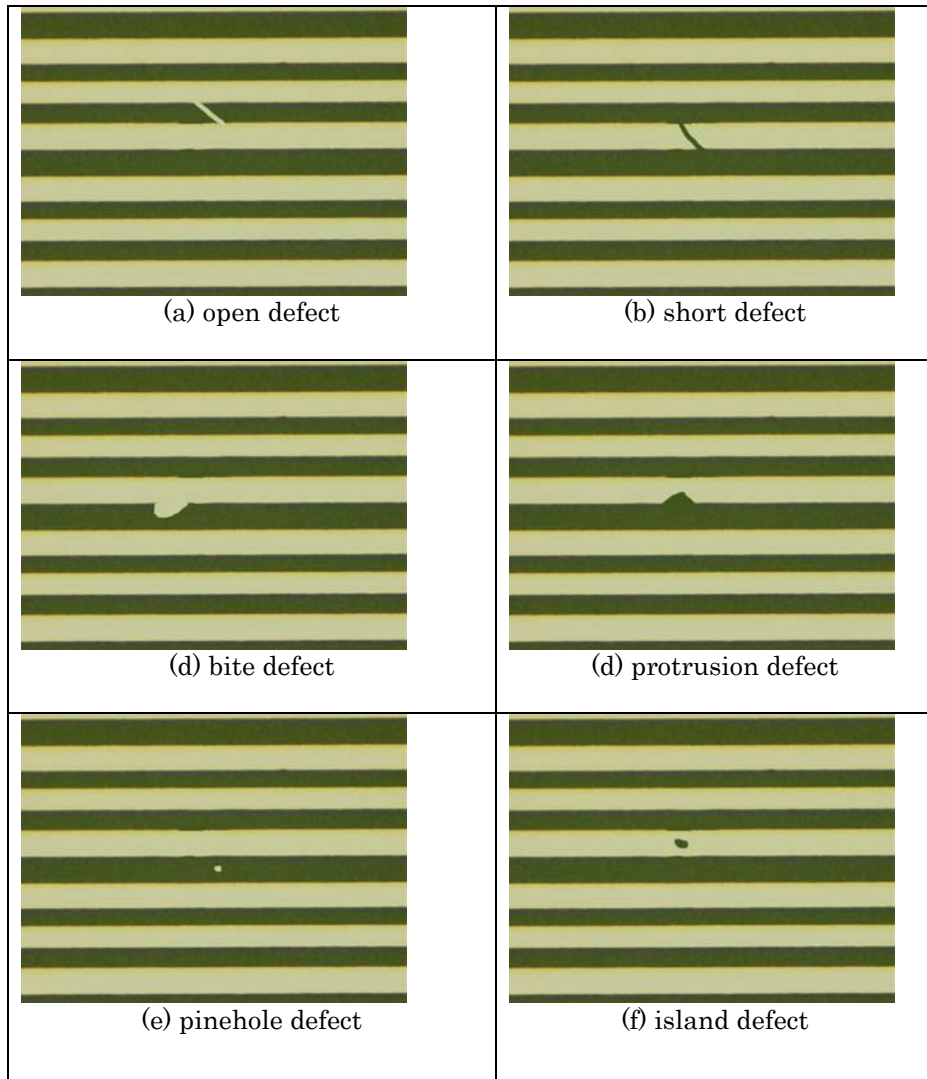 (a) open defect
(b) short defect
(d) bite defect
(d) protrusion defect
(e) pinehole defect
(f) island defect